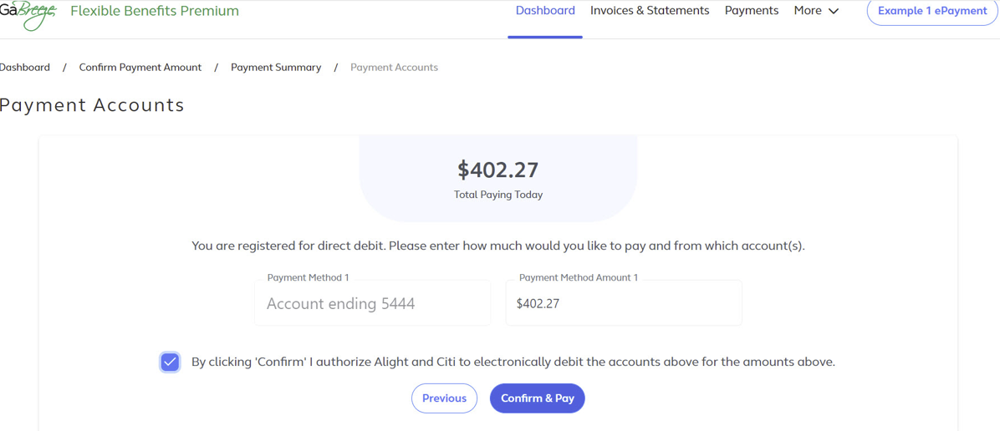 GaBreeze Flexible Benefits Premium Dashboard Invoices & Statements Payments More Example 1 ePayment
Dashboard / Confirm Payment Amount / Payment Summary / Payment Accounts
Payment Accounts
$402.27
Total Paying Today
You are registered for direct debit. Please enter how much would you like to pay and from which account(s).
Payment Method 1 Payment Method Amount 1
Account ending 5444 $402.27
By clicking 'Confirm' I authorize Alight and Citi to electronically debit the accounts above for the amounts above.
Previous Confirm & Pay